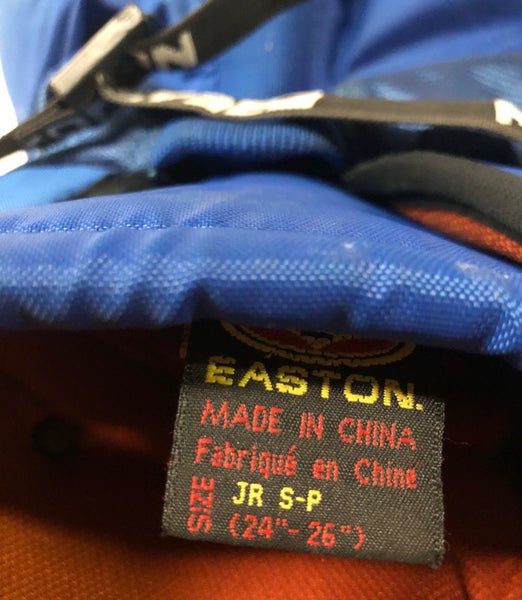 EASTON.
MADE IN CHINA
Fabriqué en Chine
SIZE
JR S-P
(24"-26")